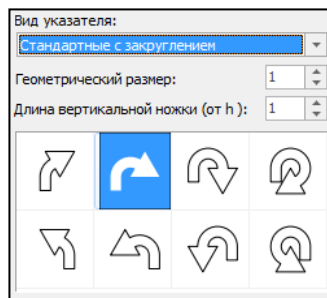 Вид указателя:
Стандартные с закруглением
Геометрический размер: 1
Длина вертикальной ножки (от h ): 1